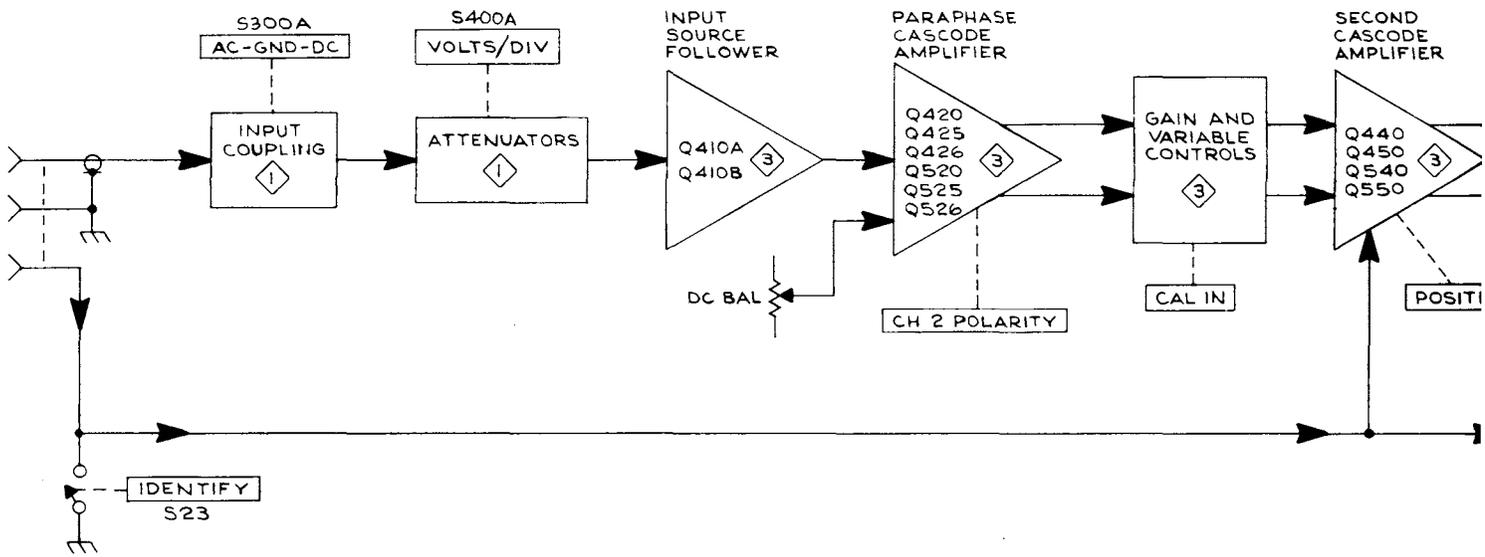 S300A
AC-GND-DC
S400A
VOLTS/DIV
INPUT
SOURCE
FOLLOWER
PARAPHASE
CASCODE
AMPLIFIER
SECOND
CASCODE
AMPLIFIER
INPUT
COUPLING
1
ATTENUATORS
1
Q410A
Q410B
3
Q420
Q425
Q426
Q520
Q525
Q526
3
GAIN AND
VARIABLE
CONTROLS
3
Q440
Q450
Q540
Q550
3
DC BAL
CH 2 POLARITY
CAL IN
POSITI
IDENTIFY
S23